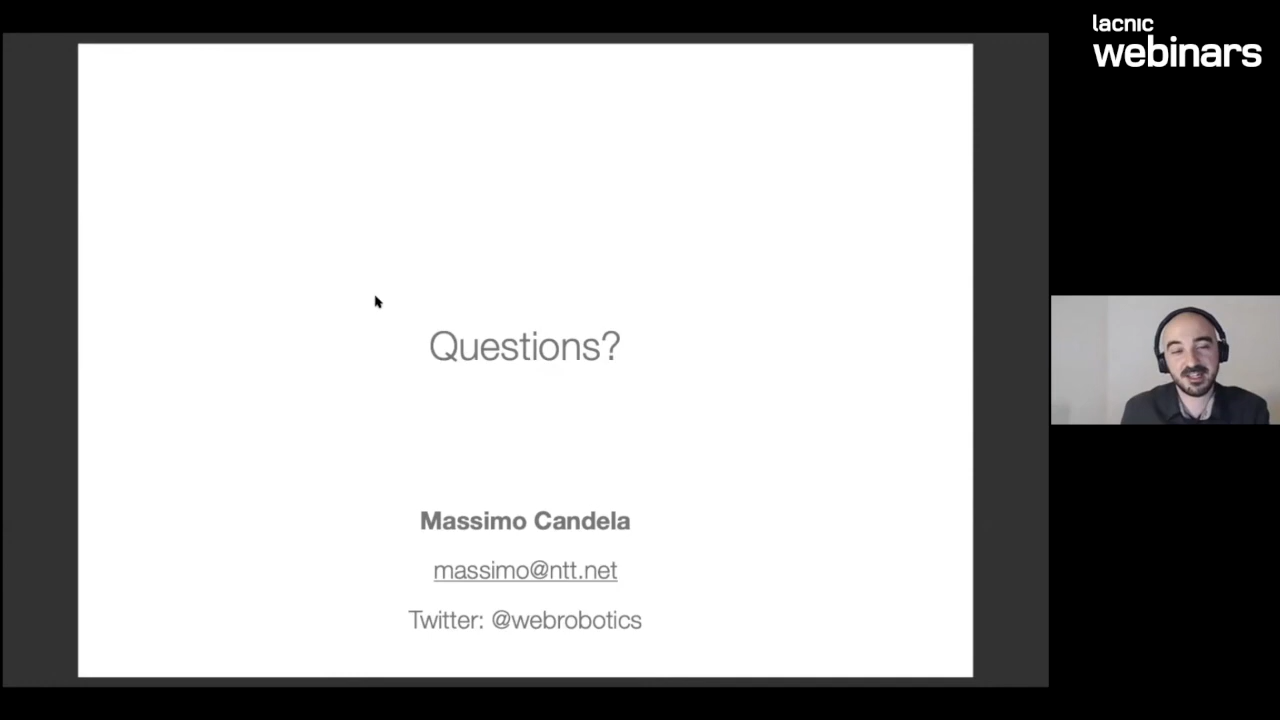 lacnic
webinars
Questions?
Massimo Candela
massimo@ntt.net
Twitter: @webrobotics